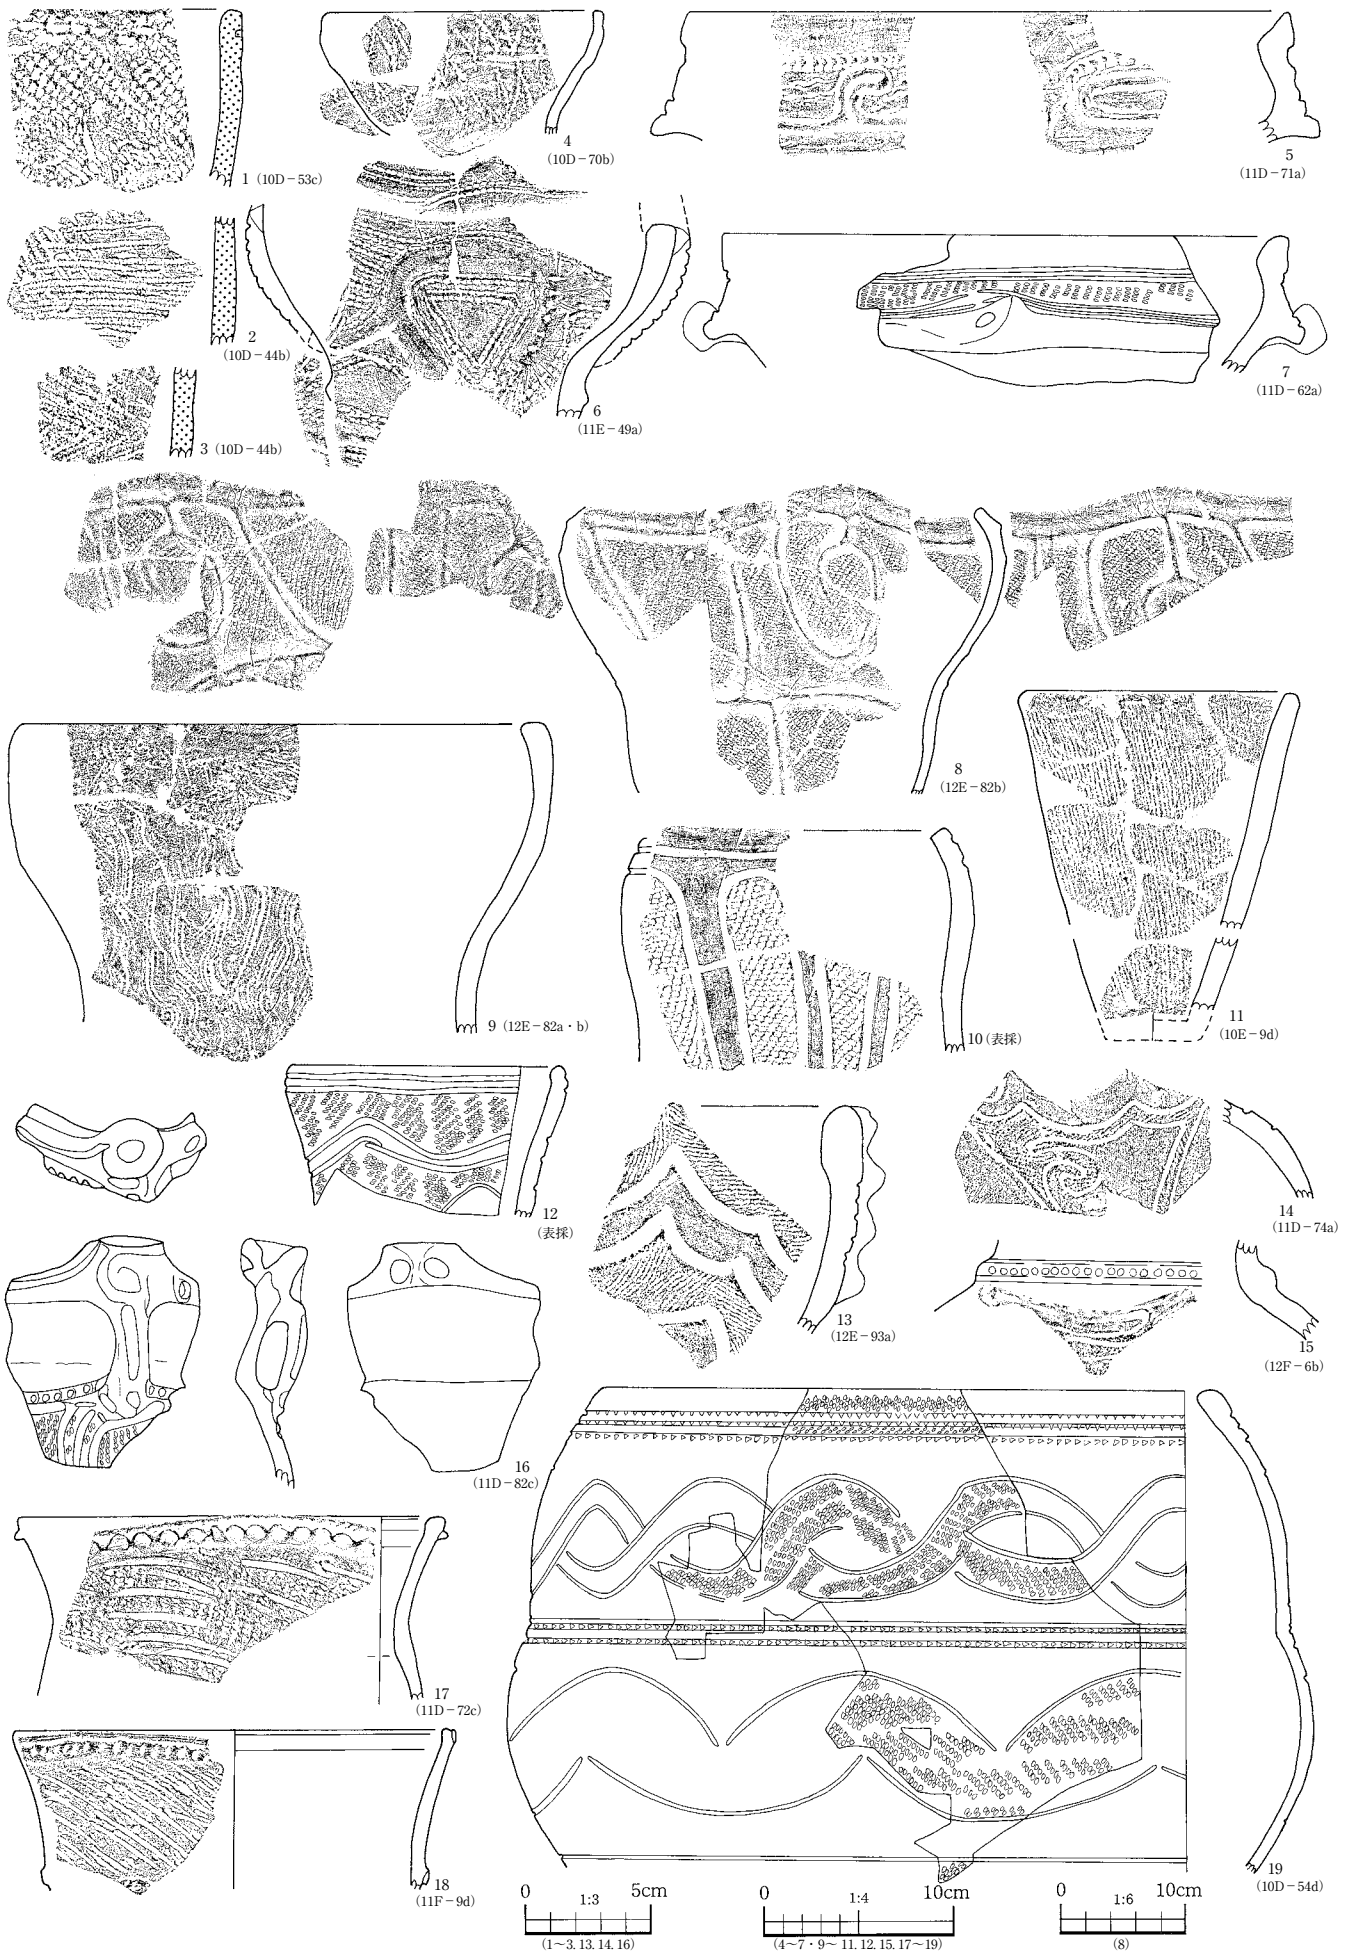 1 (10D-53c)
4
(10D-70b)
5
(11D-71a)
2
(10D-44b)
3 (10D-44b)
6
(11E-49a)
7
(11D-62a)
8
(12E-82b)
9 (12E-82a・b)
10 (表採)
11
(10E-9d)
12
(表採)
13
(12E-93a)
14
(11D-74a)
15
(12F-6b)
16
(11D-82c)
17
(11D-72c)
18
(11F-9d)
19
(10D-54d)
0 1:3 5cm
(1～3.13.14.16)
0 1:4 10cm
(4～7・9～11.12.15.17～19)
0 1:6 10cm
(8)